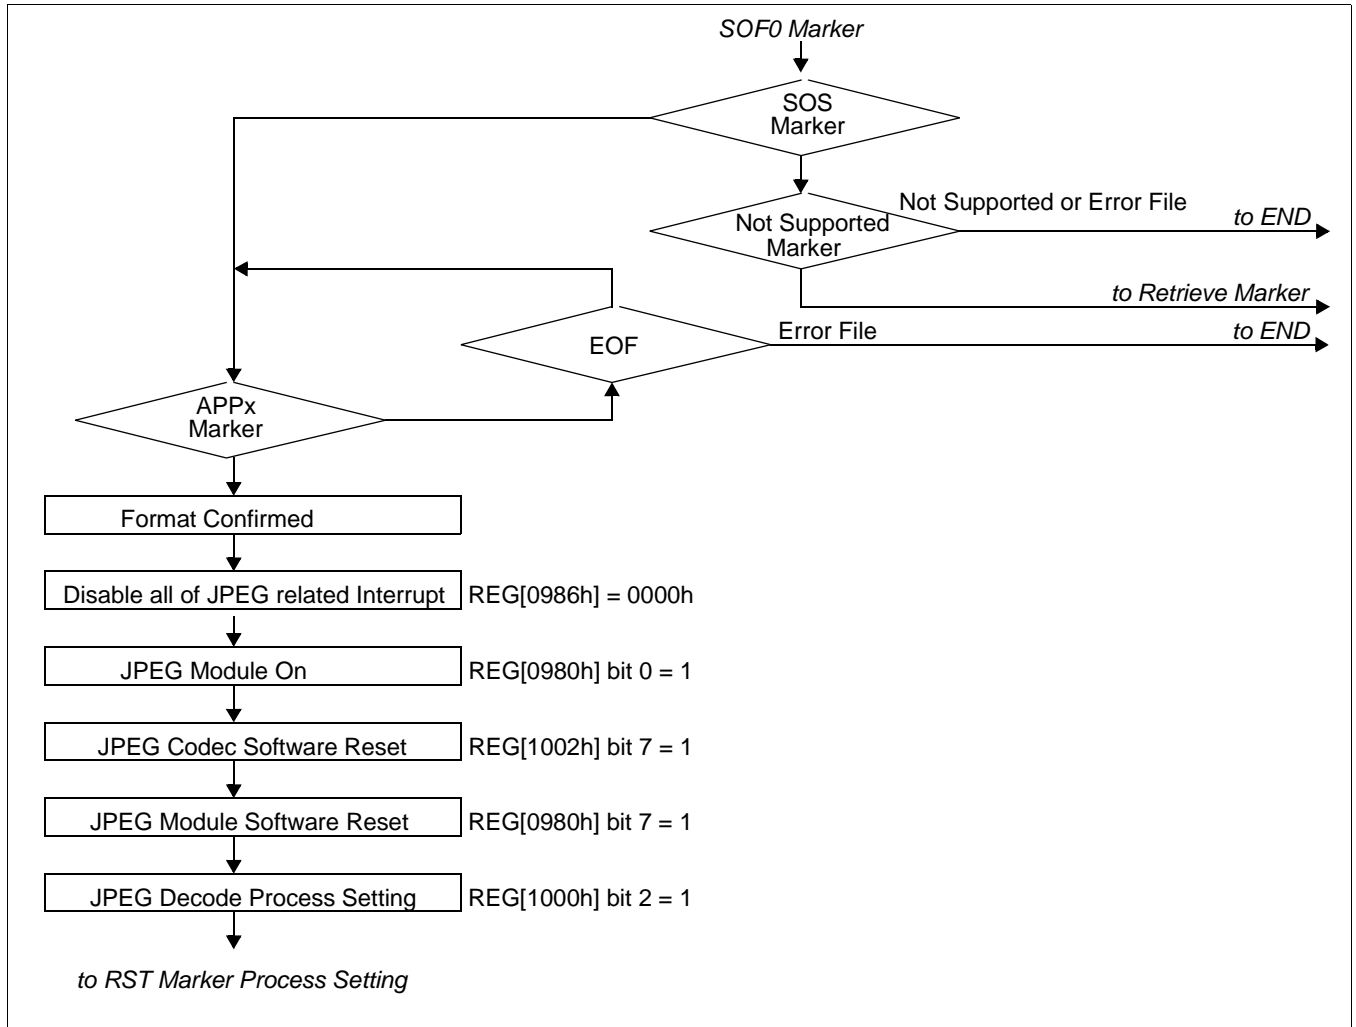 SOF0 Marker
SOS
Marker
Not Supported or Error File
to END
Not Supported
Marker
to Retrieve Marker
Error File
to END
EOF
APPx
Marker
Format Confirmed
Disable all of JPEG related Interrupt
REG[0986h] = 0000h
JPEG Module On
REG[0980h] bit 0 = 1
JPEG Codec Software Reset
REG[1002h] bit 7 = 1
JPEG Module Software Reset
REG[0980h] bit 7 = 1
JPEG Decode Process Setting
REG[1000h] bit 2 = 1
to RST Marker Process Setting